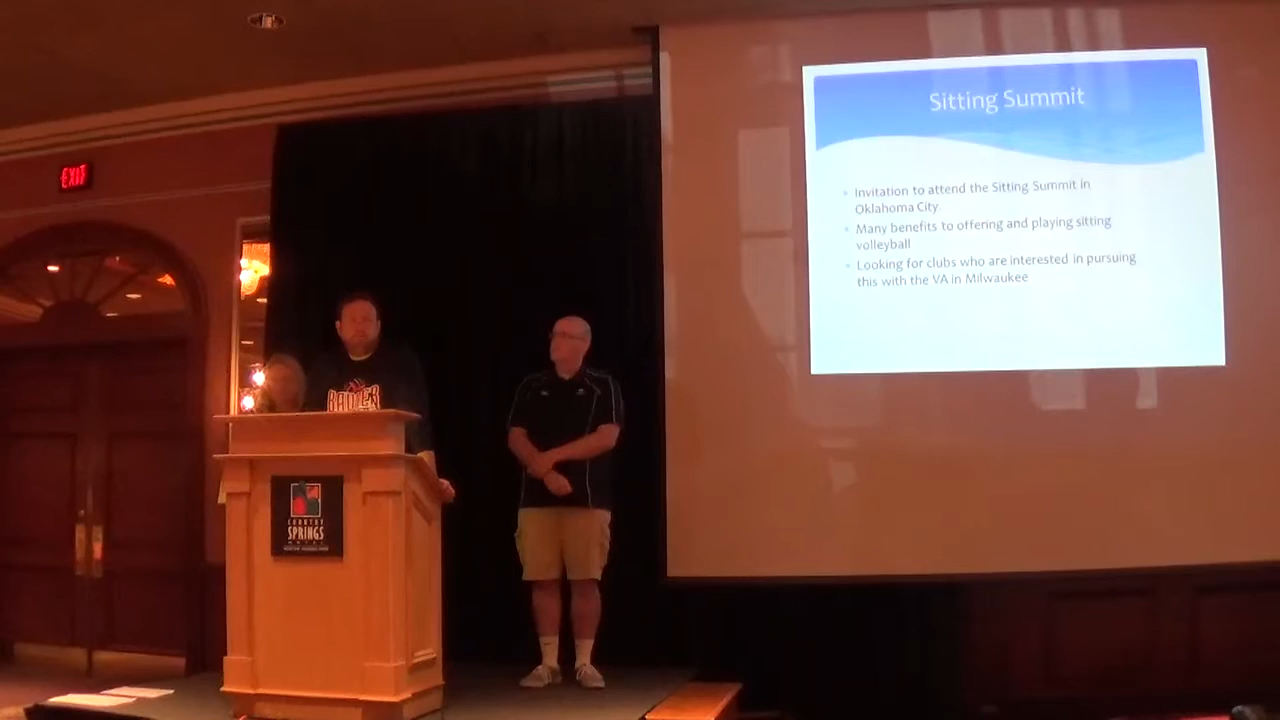 Sitting Summit
Invitation to attend the Sitting Summit in
Oklahoma City.
Many benefits to offering and playing sitting
volleyball
Looking for clubs who are interested in pursuing
this with the VA in Milwaukee
EXIT
COUNTRY
SPRINGS
HOTEL